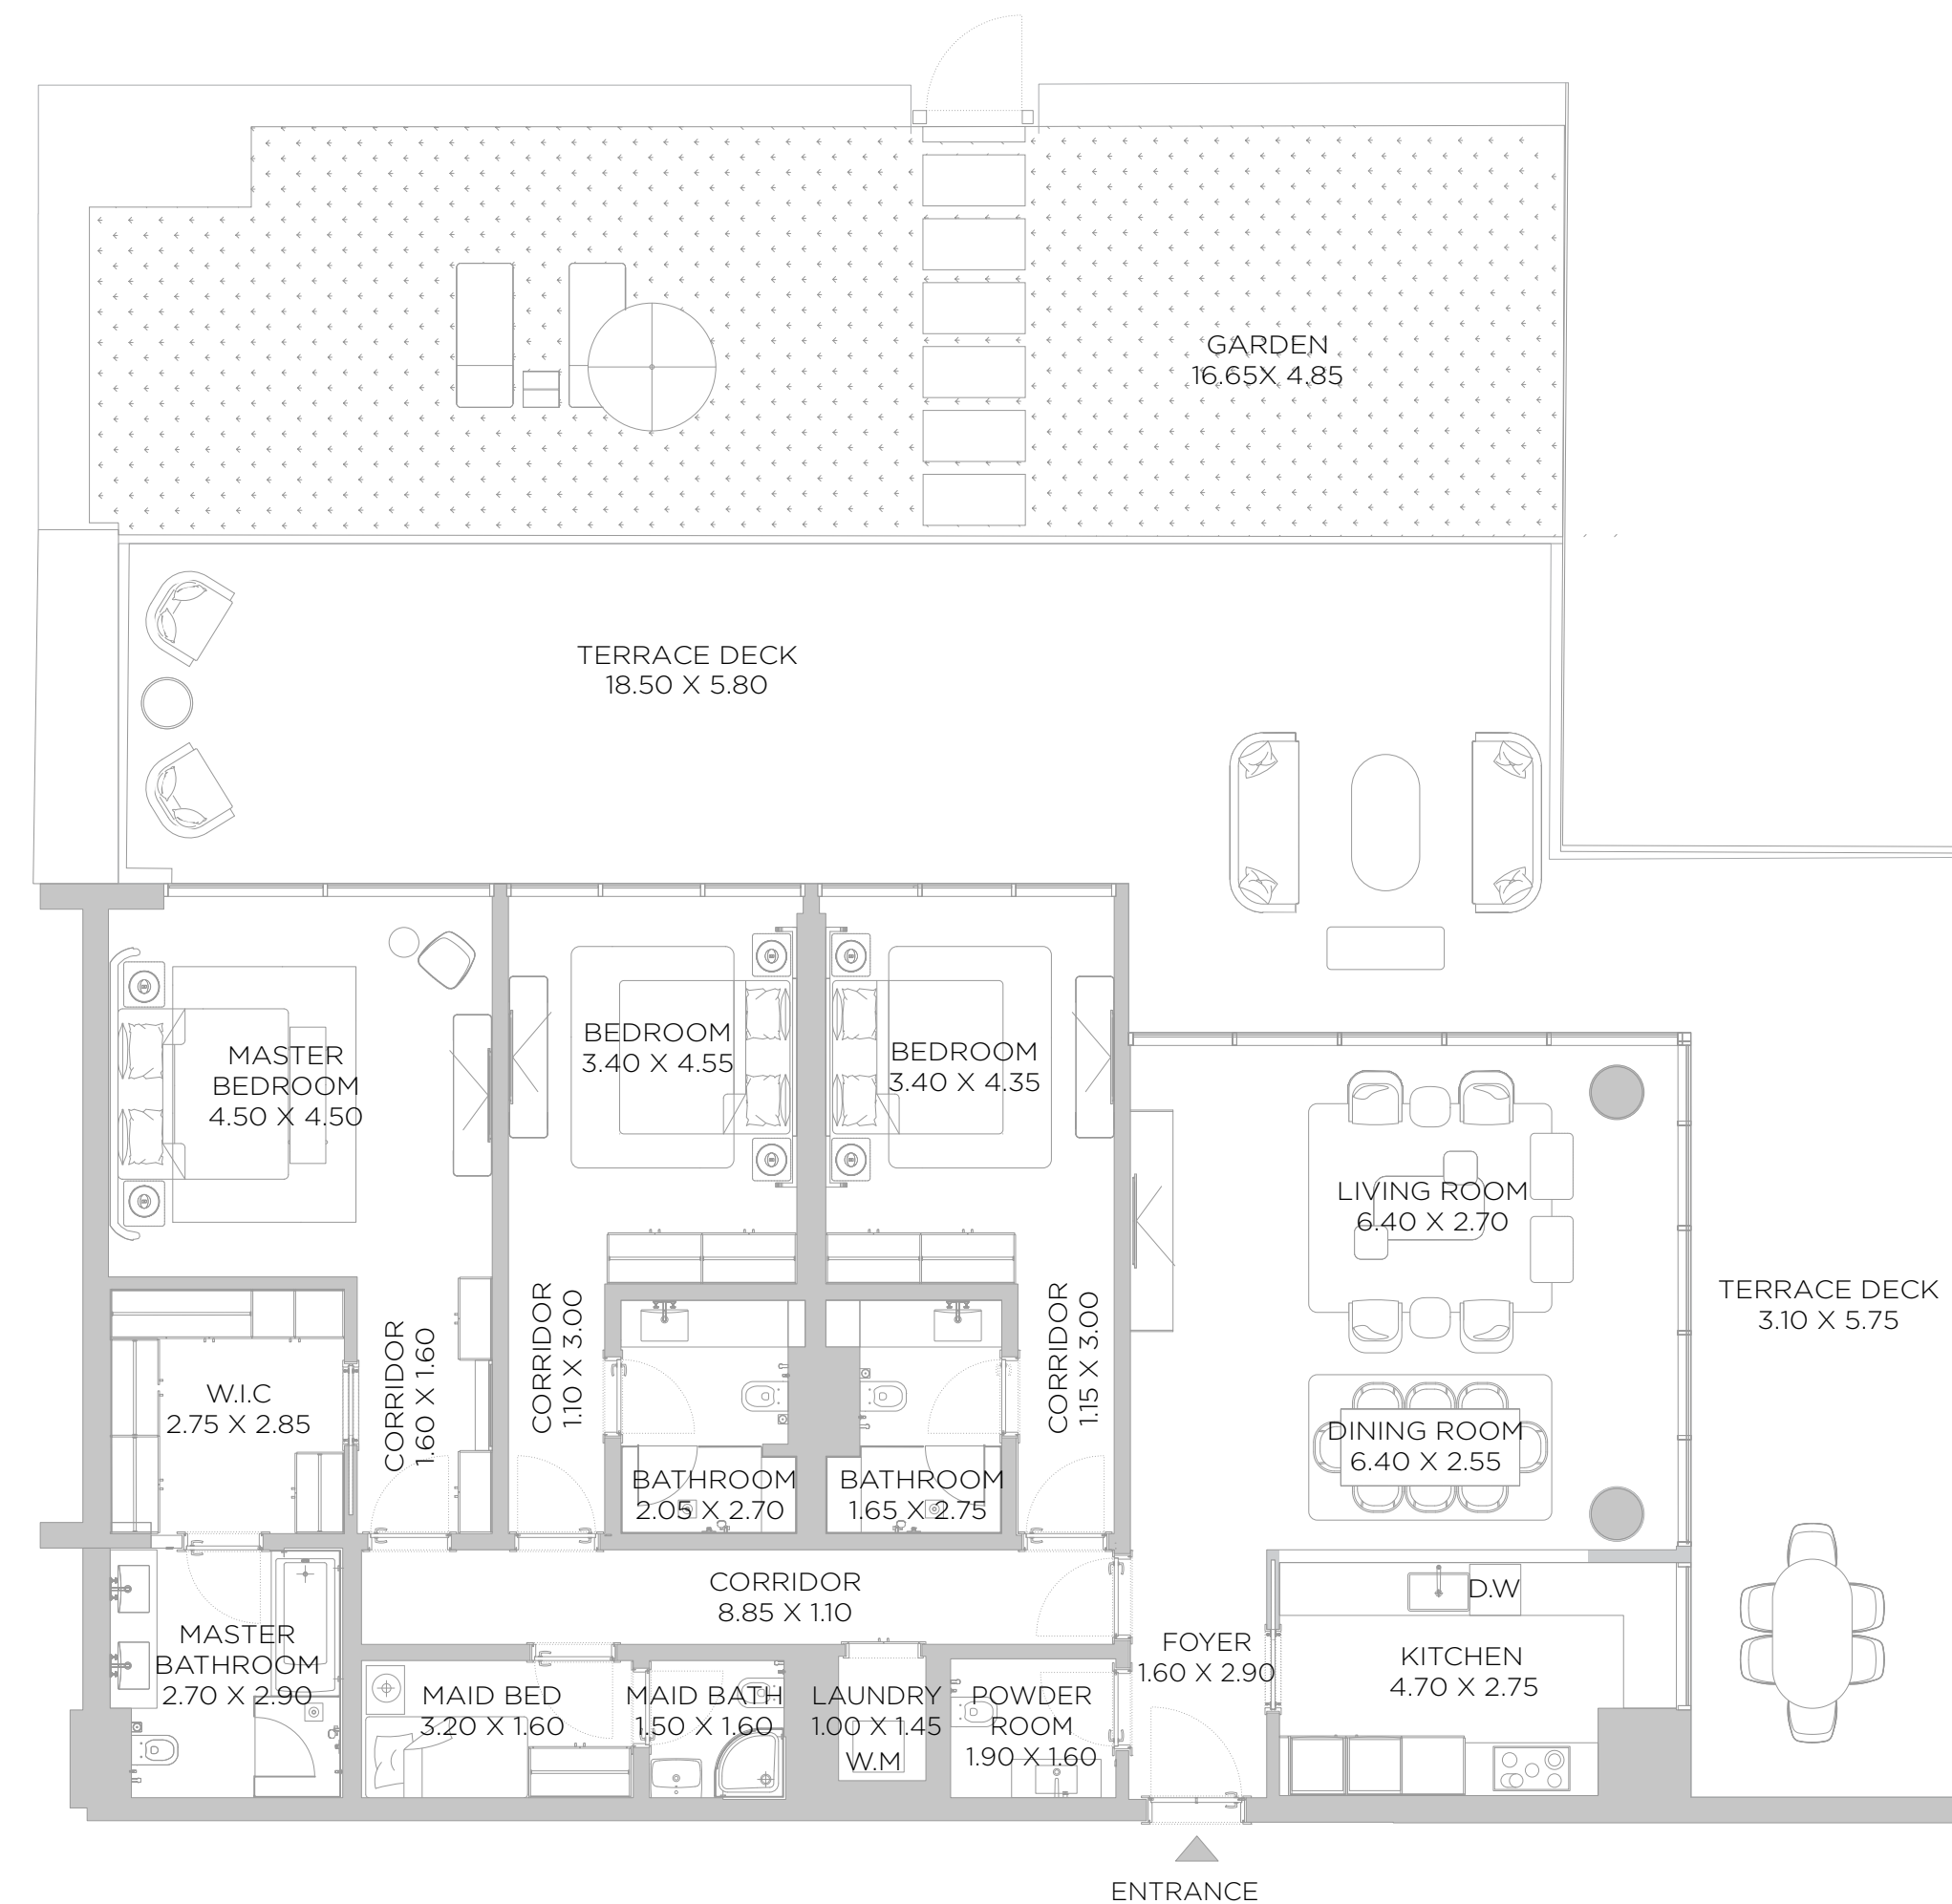 GARDEN
16.65X 4.85
TERRACE DECK
18.50 X 5.80
MASTER
BEDROOM
4.50 X 4.50
BEDROOM
3.40 X 4.55
BEDROOM
3.40 X 4.35
LIVING ROOM
6.40 X 2.70
TERRACE DECK
3.10 X 5.75
W.I.C
2.75 X 2.85
CORRIDOR
1.60 X 1.60
CORRIDOR
1.10 X 3.00
CORRIDOR
1.15 X 3.00
DINING ROOM
6.40 X 2.55
BATHROOM
2.05 X 2.70
BATHROOM
1.65 X 2.75
CORRIDOR
8.85 X 1.10
D.W
MASTER
BATHROOM
2.70 X 2.90
FOYER
1.60 X 2.90
KITCHEN
4.70 X 2.75
MAID BED
3.20 X 1.60
MAID BATH
1.50 X 1.60
LAUNDRY
1.00 X 1.45
W.M
POWDER
ROOM
1.90 X 1.60
ENTRANCE